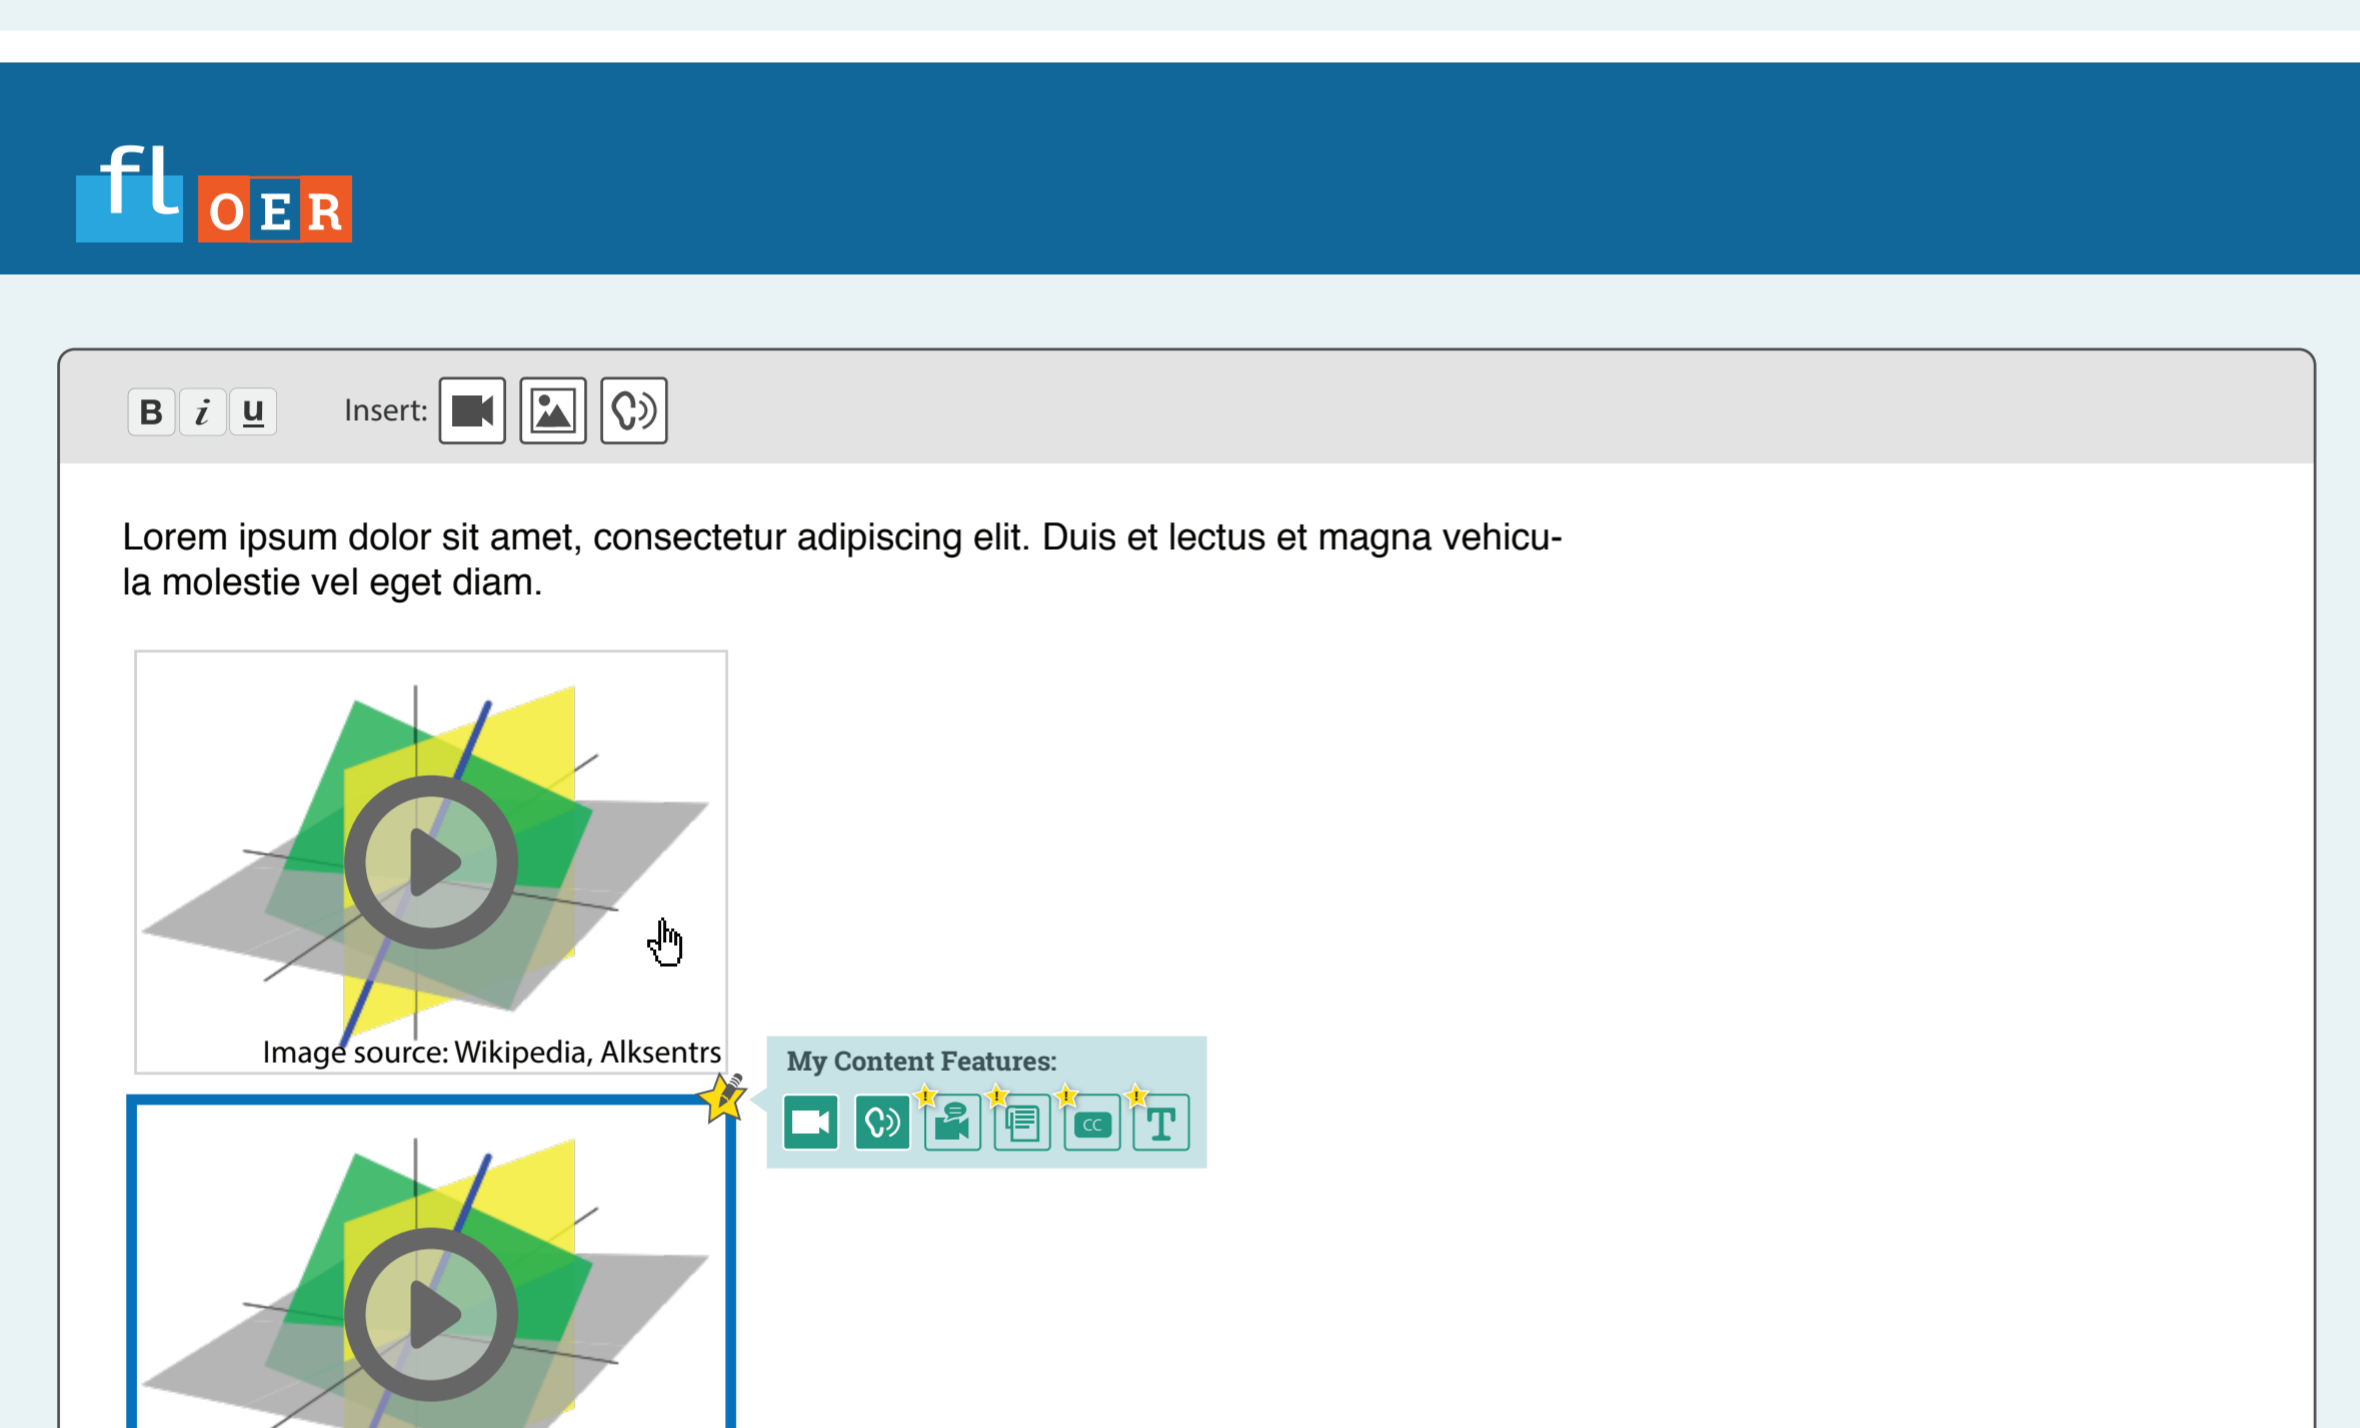 fl OER
B i u Insert:
Lorem ipsum dolor sit amet, consectetur adipiscing elit. Duis et lectus et magna vehicu-
la molestie vel eget diam.
Image source: Wikipedia, Alksentrs
My Content Features:
! ! ! !
CC T